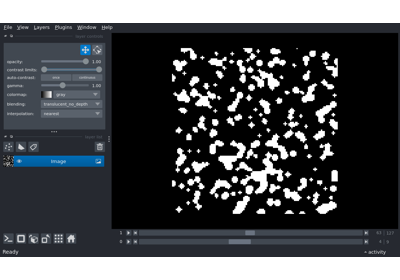 File View Layers Plugins Window Help
layer controls
opacity: 1.00
contrast limits:
auto-contrast: once continuous
gamma: 1.00
colormap: gray
blending: translucent_no_depth
interpolation: nearest
layer list
Image
1
0
Ready
activity